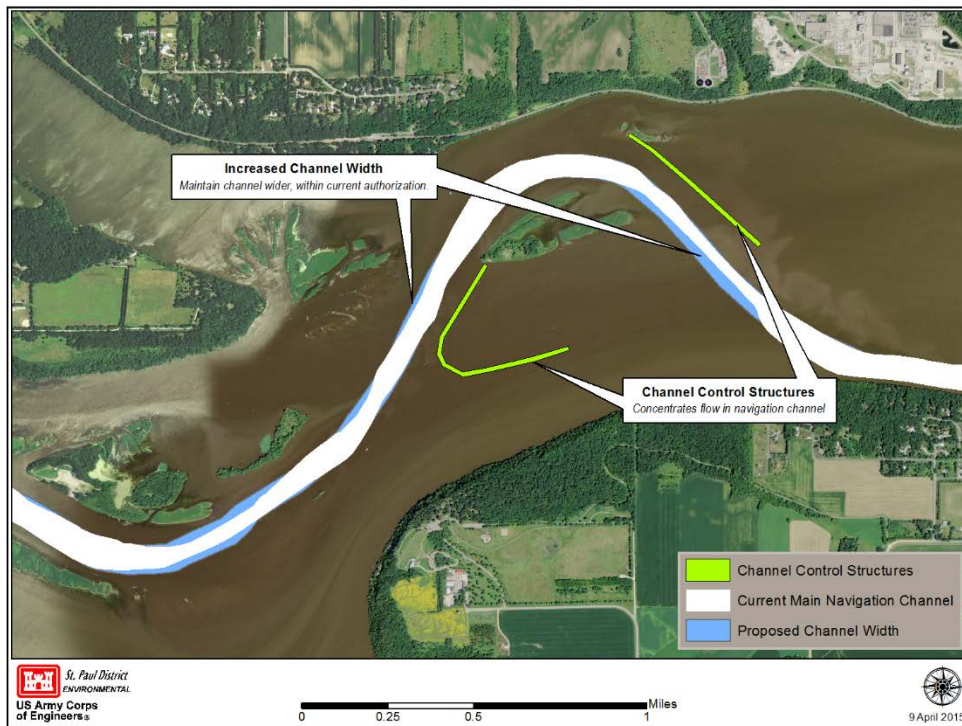 Increased Channel Width
Maintain channel wider, within current authorization.
Channel Control Structures
Concentrates flow in navigation channel
Channel Control Structures
Current Main Navigation Channel
Proposed Channel Width
St. Paul District
ENVIRONMENTAL
US Army Corps
of Engineers®
Miles
0 0.25 0.5 1
9 April 2015